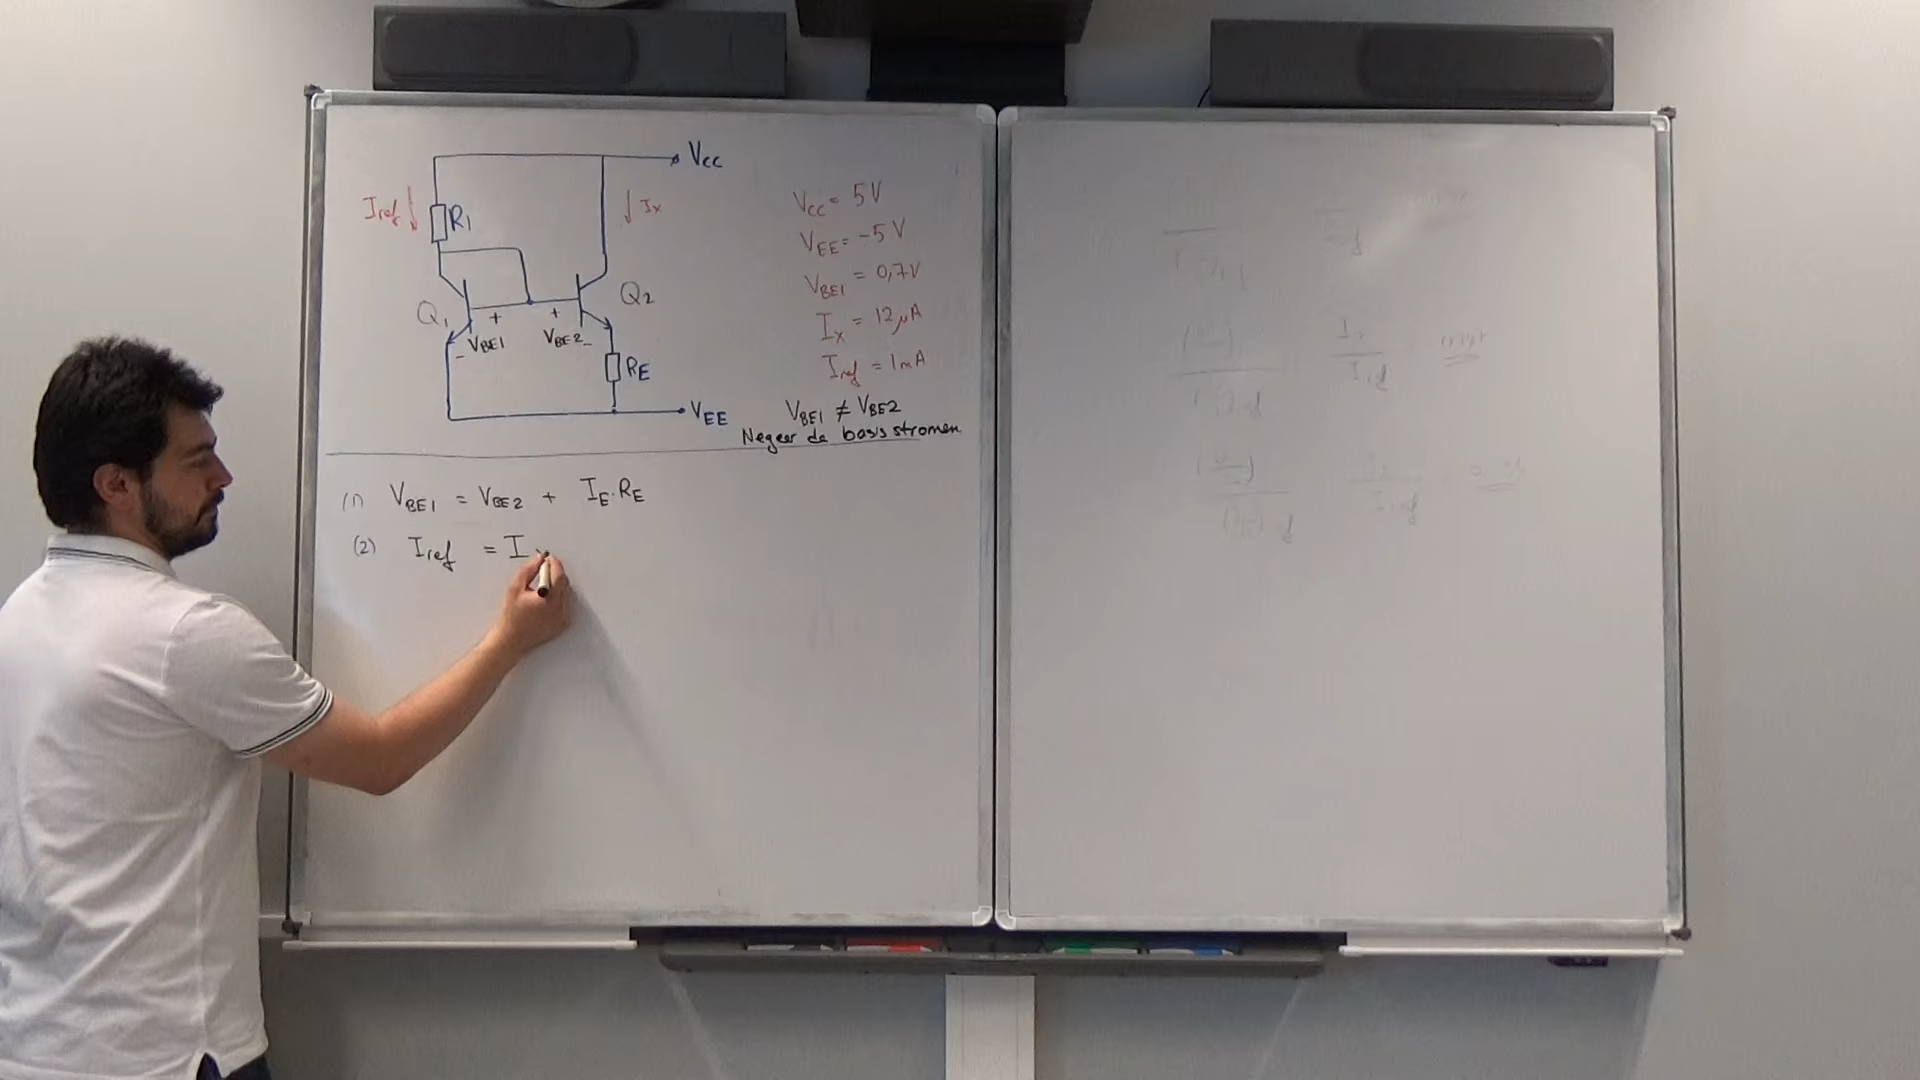 Vcc
Iref
R1
Ix
Q1
Q2
+
+
- VBE1
VBE2 -
RE
VEE
Vcc = 5V
VEE = -5V
VBE1 = 0,7V
Ix = 12µA
Iref = 1mA
VBE1 ≠ VBE2
Negeer de basis stromen
(1) VBE1 = VBE2 + IE.RE
(2) Iref = I